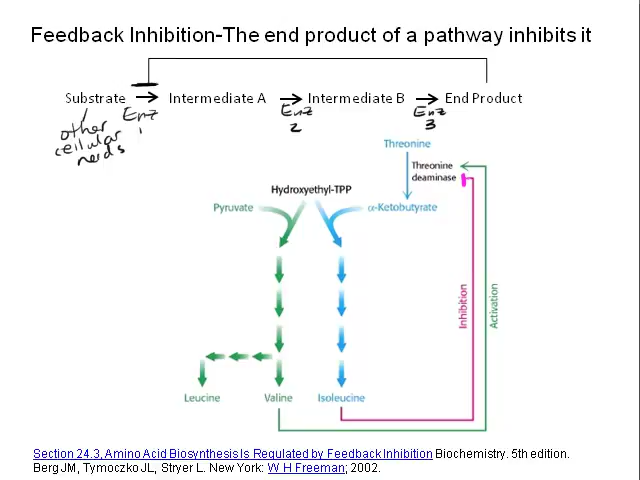 Feedback Inhibition-The end product of a pathway inhibits it
Substrate Intermediate A Intermediate B End Product
Enz 1
Enz 2
Enz 3
other cellular needs
Threonine
Threonine deaminase
Hydroxyethyl-TPP
Pyruvate
α-Ketobutyrate
Inhibition
Activation
Leucine Valine Isoleucine
Section 24.3, Amino Acid Biosynthesis Is Regulated by Feedback Inhibition Biochemistry. 5th edition.
Berg JM, Tymoczko JL, Stryer L. New York: W H Freeman; 2002.